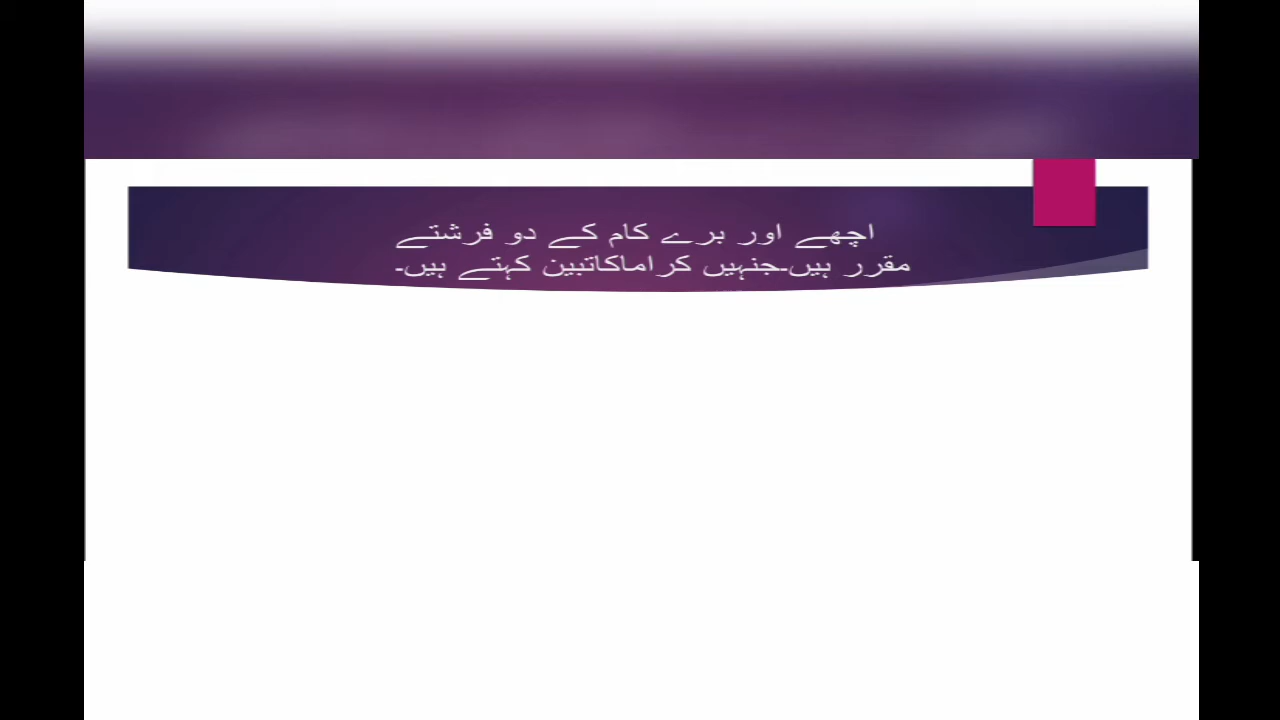 اچھے اور برے کام کے دو فرشتے
مقرر ہیں۔جنہیں کراماکاتبین کہتے ہیں۔